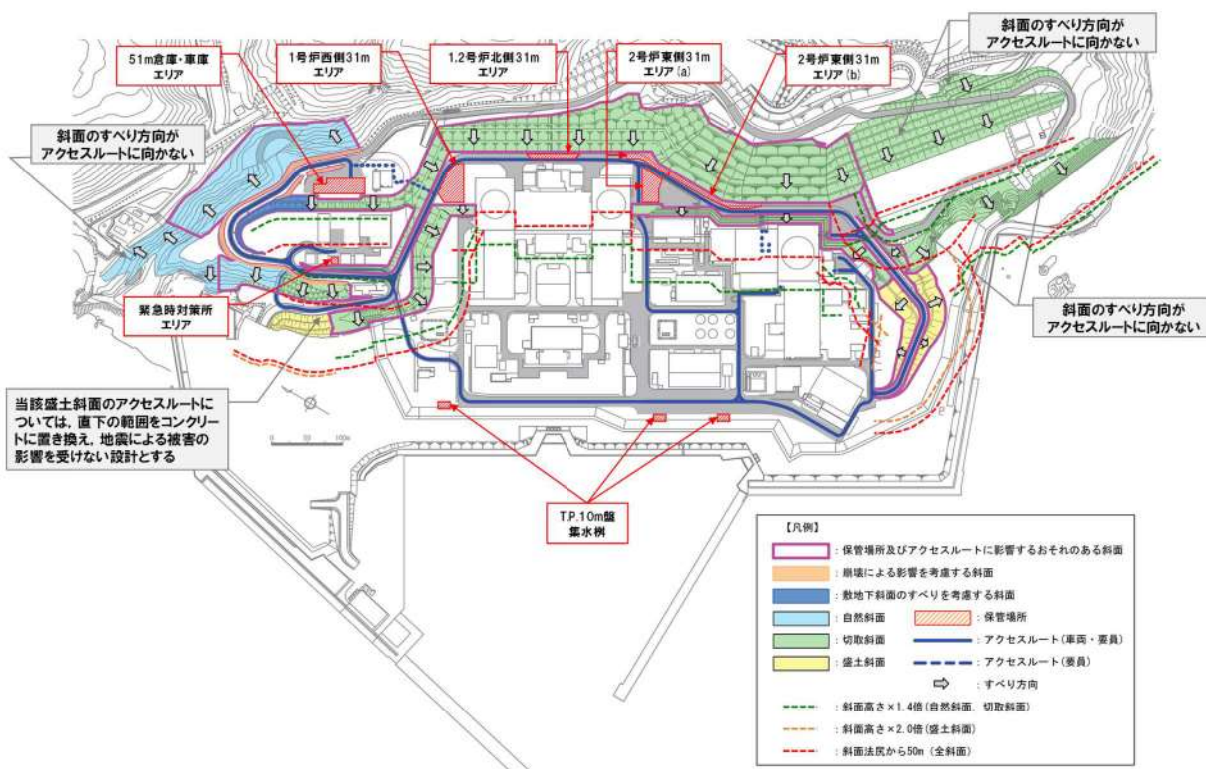 斜面のすべり方向が
アクセスルートに向かない
51m倉庫・車庫
エリア
1号炉西側31m
エリア
1,2号炉北側31m
エリア
2号炉東側31m
エリア(a)
2号炉東側31m
エリア(b)
斜面のすべり方向が
アクセスルートに向かない
緊急時対策所
エリア
斜面のすべり方向が
アクセスルートに向かない
当該盛土斜面のアクセスルートに
ついては，直下の範囲をコンクリート
に置き換え，地震による被害の
影響を受けない設計とする
0 50 100m
T.P.10m盤
集水桝
【凡例】
：保管場所及びアクセスルートに影響するおそれのある斜面
：崩壊による影響を考慮する斜面
：敷地下斜面のすべりを考慮する斜面
：自然斜面
：保管場所
：切取斜面
：アクセスルート(車両・要員)
：盛土斜面
：アクセスルート(要員)
：すべり方向
：斜面高さ×1.4倍(自然斜面，切取斜面)
：斜面高さ×2.0倍(盛土斜面)
：斜面法尻から50m (全斜面)